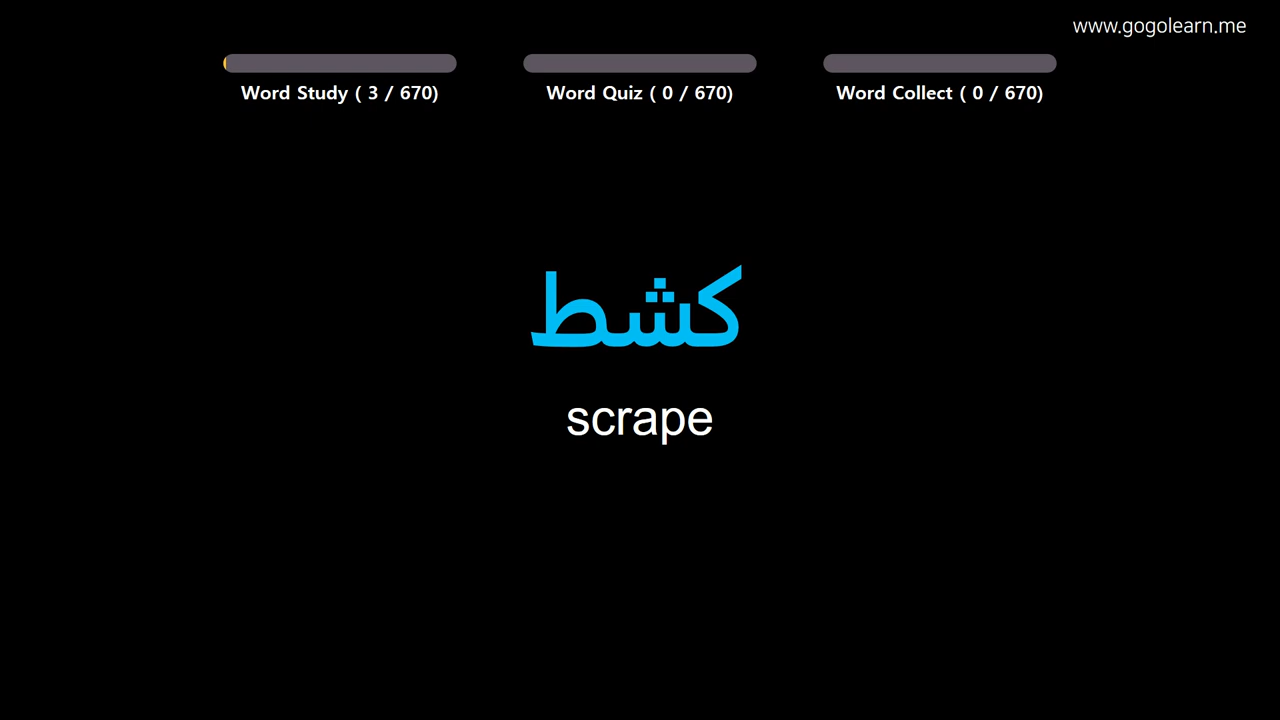 www.gogolearn.me
Word Study ( 3 / 670)
Word Quiz ( 0 / 670)
Word Collect ( 0 / 670)
كشط
scrape